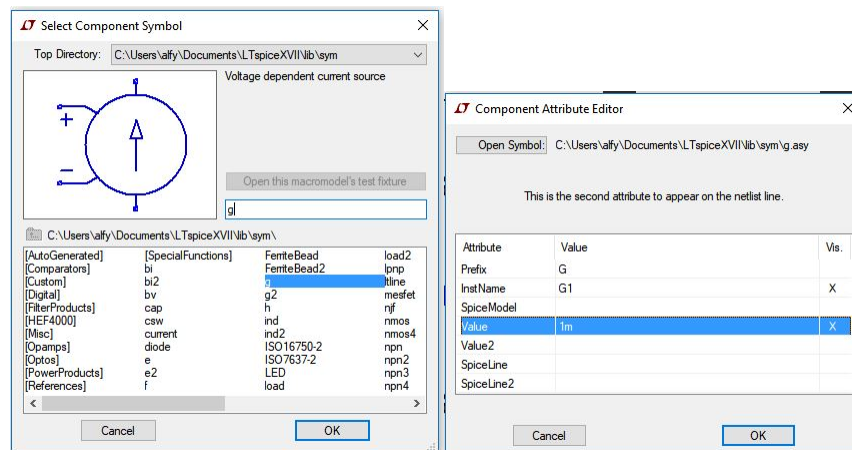 Select Component Symbol
Top Directory: C:\Users\alfy\Documents\LTspiceXVII\lib\sym
Voltage dependent current source
+
−
Open this macromodel's test fixture
g
C:\Users\alfy\Documents\LTspiceXVII\lib\sym\
[AutoGenerated] [SpecialFunctions] FerriteBead load2
[Comparators] bi FerriteBead2 lpnp
[Custom] bi2 g ltline
[Digital] bv g2 mesfet
[FilterProducts] cap h njf
[HEF4000] csw ind nmos
[Misc] current ind2 nmos4
[Opamps] diode ISO16750-2 npn
[Optos] e ISO7637-2 npn2
[PowerProducts] e2 LED npn3
[References] f load npn4
Cancel OK
Component Attribute Editor
Open Symbol: C:\Users\alfy\Documents\LTspiceXVII\lib\sym\g.asy
This is the second attribute to appear on the netlist line.
Attribute Value Vis.
Prefix G
InstName G1 X
SpiceModel
Value 1m X
Value2
SpiceLine
SpiceLine2
Cancel OK